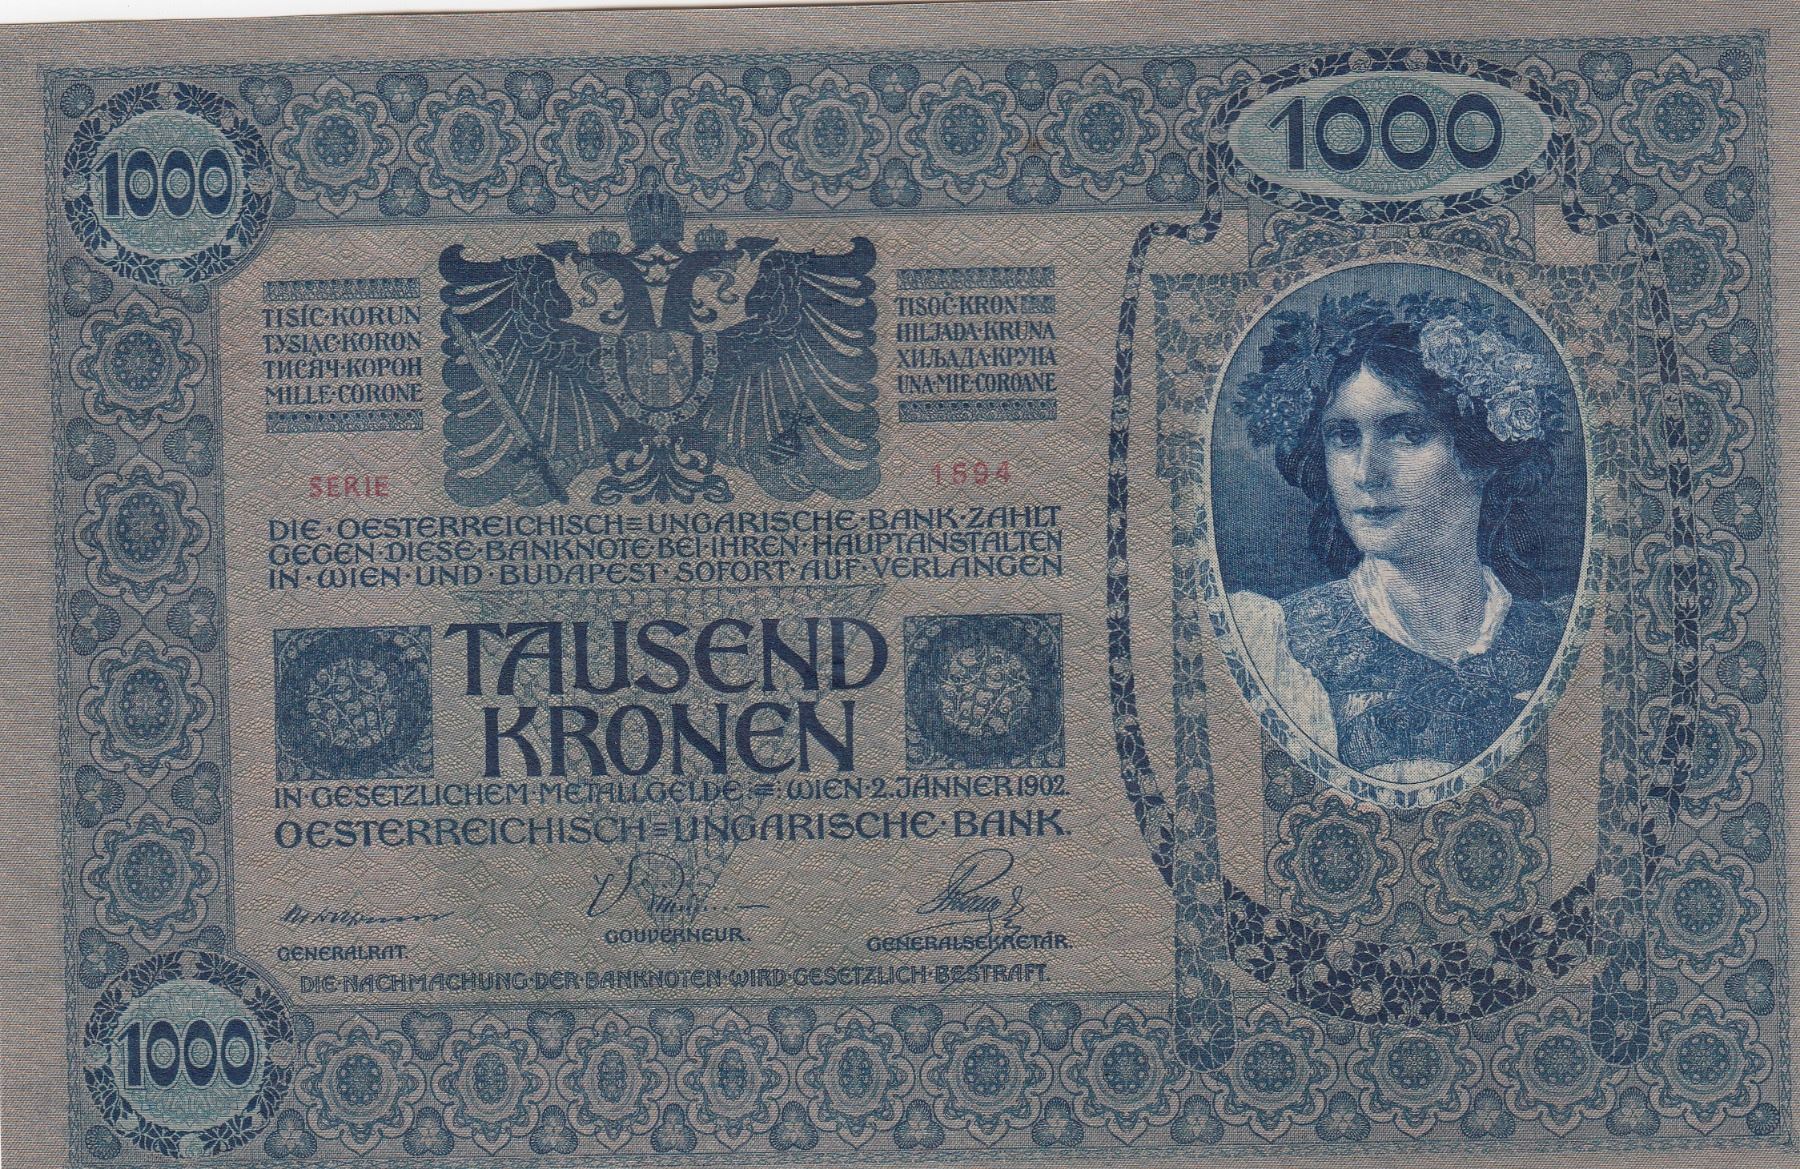 1000
1000
TISÍC·KORUN
TYSIĄC·KORON
ТИСЯЧ·КОРОН
MILLE·CORONE
TISOČ·KRON
HILJADA·KRUNA
ХИЉАДА·КРУНА
UNA·MIE·COROANE
SERIE 1694
DIE·OESTERREICHISCH=UNGARISCHE·BANK·ZAHLT
GEGEN·DIESE·BANKNOTE·BEI·IHREN·HAUPTANSTALTEN
IN·WIEN·UND·BUDAPEST·SOFORT·AUF·VERLANGEN
TAUSEND
KRONEN
IN·GESETZLICHEM·METALLGELDE·=·WIEN·2.JÄNNER 1902.
OESTERREICHISCH=UNGARISCHE·BANK.
GENERALRAT.
GOUVERNEUR.
GENERALSEKRETÄR.
DIE·NACHMACHUNG·DER·BANKNOTEN·WIRD·GESETZLICH·BESTRAFT.
1000